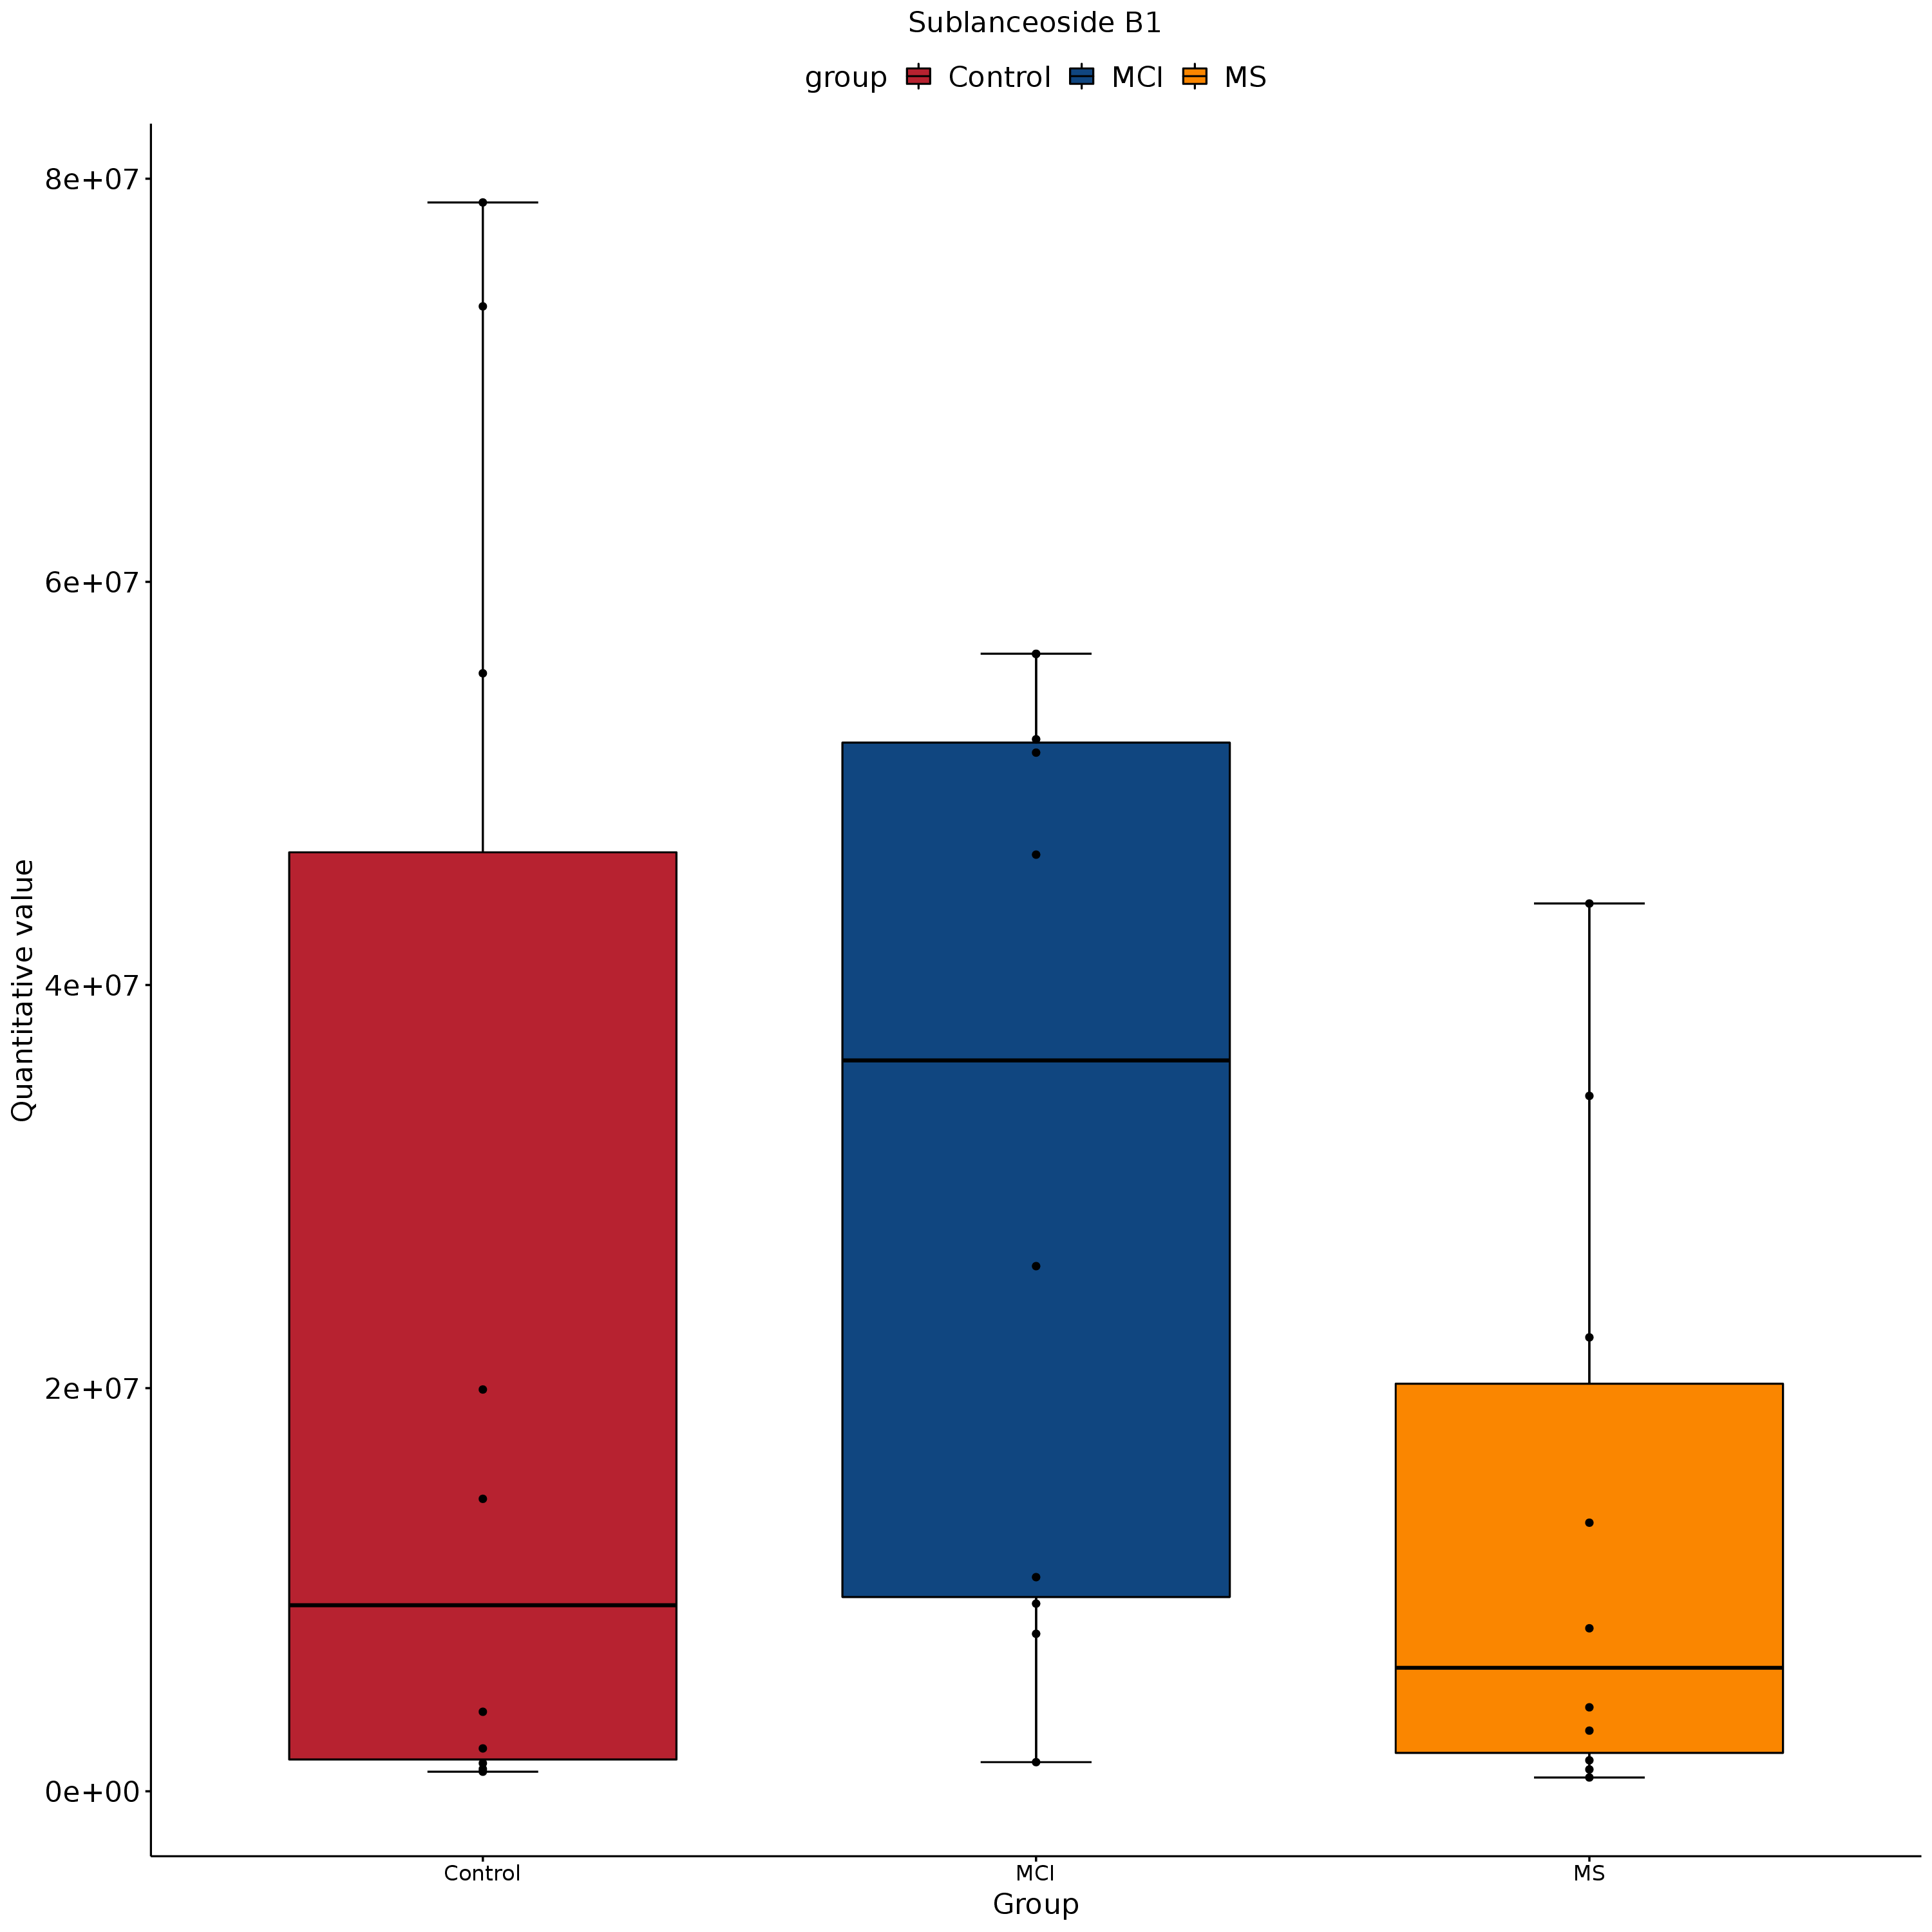 Sublanceoside B1
group Control MCI MS
8e+07
6e+07
4e+07
2e+07
0e+00
Quantitative value
Control MCI MS
Group